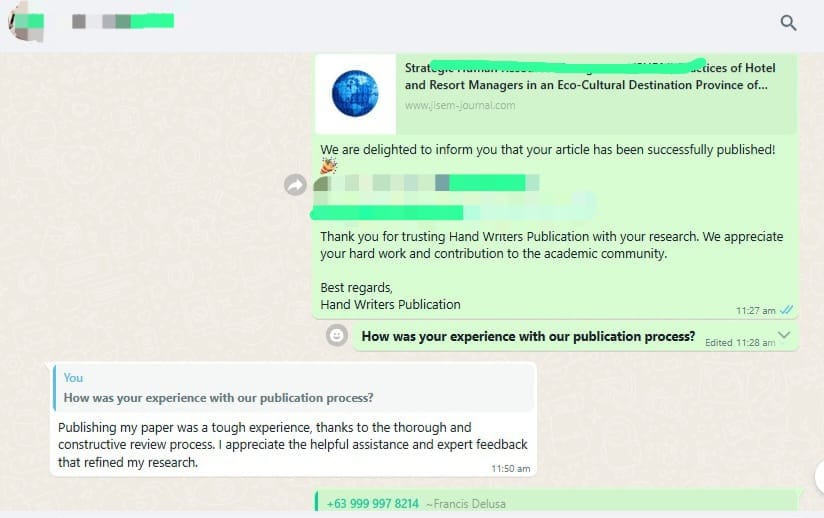 tices of Hotel
and Resort Managers in an Eco-Cultural Destination Province of...
www.jisem-journal.com
We are delighted to inform you that your article has been successfully published!
Thank you for trusting Hand Writers Publication with your research. We appreciate
your hard work and contribution to the academic community.
Best regards,
Hand Writers Publication
11:27 am
How was your experience with our publication process?
Edited 11:28 am
You
How was your experience with our publication process?
Publishing my paper was a tough experience, thanks to the thorough and
constructive review process. I appreciate the helpful assistance and expert feedback
that refined my research.
11:50 am
+63 999 997 8214 ~Francis Delusa